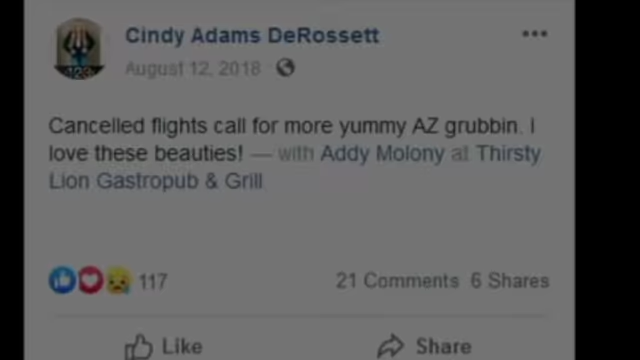 Cindy Adams DeRossett
August 12, 2018
123
Cancelled flights call for more yummy AZ grubbin. I
love these beauties! — with Addy Molony at Thirsty
Lion Gastropub & Grill
117
21 Comments 6 Shares
Like
Share